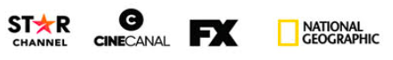 STAR
CHANNEL
C
CINECANAL
FX
NATIONAL
GEOGRAPHIC